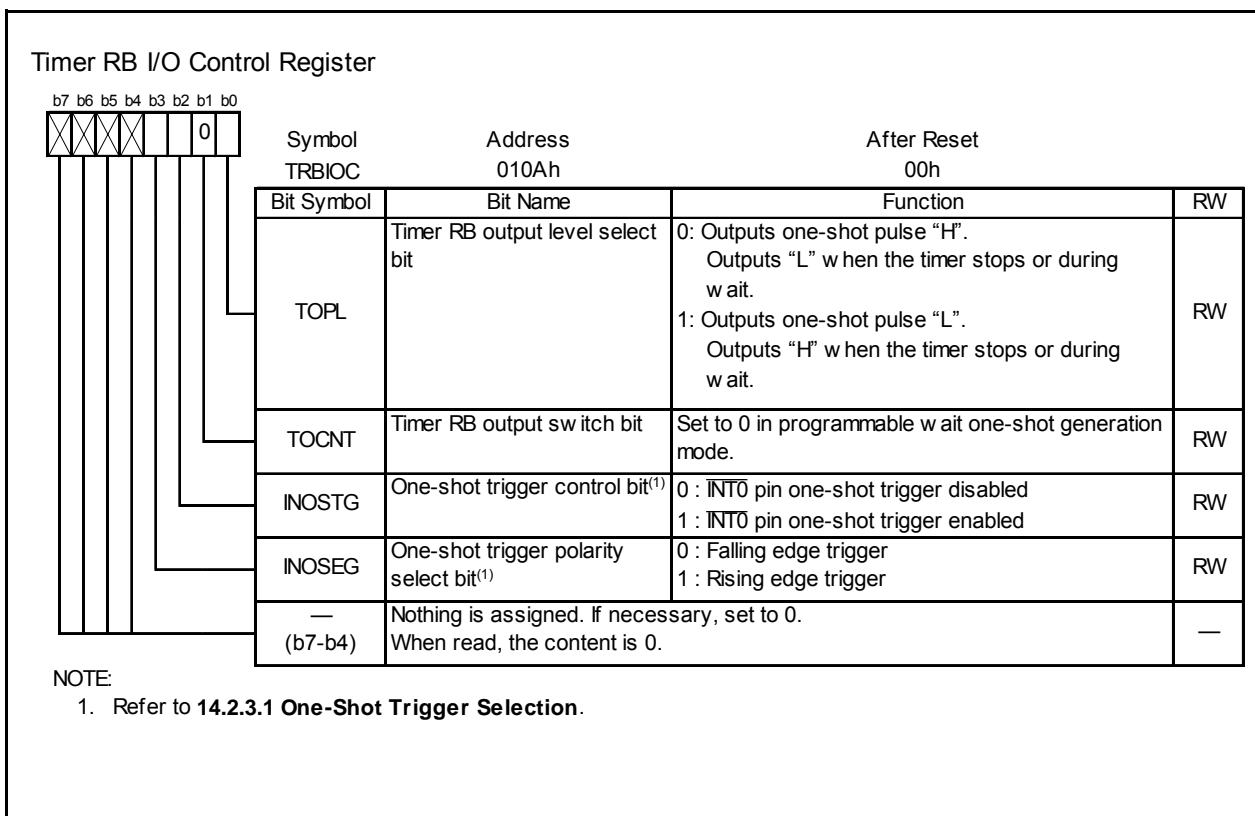 Timer RB I/O Control Register
b7 b6 b5 b4 b3 b2 b1 b0
0
Symbol Address After Reset
TRBIOC 010Ah 00h
Bit Symbol Bit Name Function RW
TOPL
Timer RB output level select
bit
0: Outputs one-shot pulse “H”.
Outputs “L” w hen the timer stops or during
w ait.
1: Outputs one-shot pulse “L”.
Outputs “H” w hen the timer stops or during
w ait.
RW
TOCNT
Timer RB output sw itch bit
Set to 0 in programmable w ait one-shot generation
mode.
RW
INOSTG
One-shot trigger control bit(1)
0 : INT0 pin one-shot trigger disabled
1 : INT0 pin one-shot trigger enabled
RW
INOSEG
One-shot trigger polarity
select bit(1)
0 : Falling edge trigger
1 : Rising edge trigger
RW
—
(b7-b4)
Nothing is assigned. If necessary, set to 0.
When read, the content is 0.
—
NOTE:
1. Refer to 14.2.3.1 One-Shot Trigger Selection.